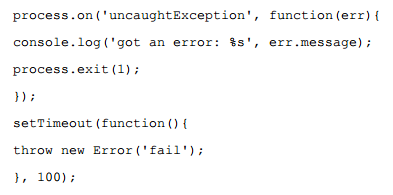 process.on('uncaughtException', function(err){
console.log('got an error: %s', err.message);
process.exit(1);
});
setTimeout(function(){
throw new Error('fail');
}, 100);